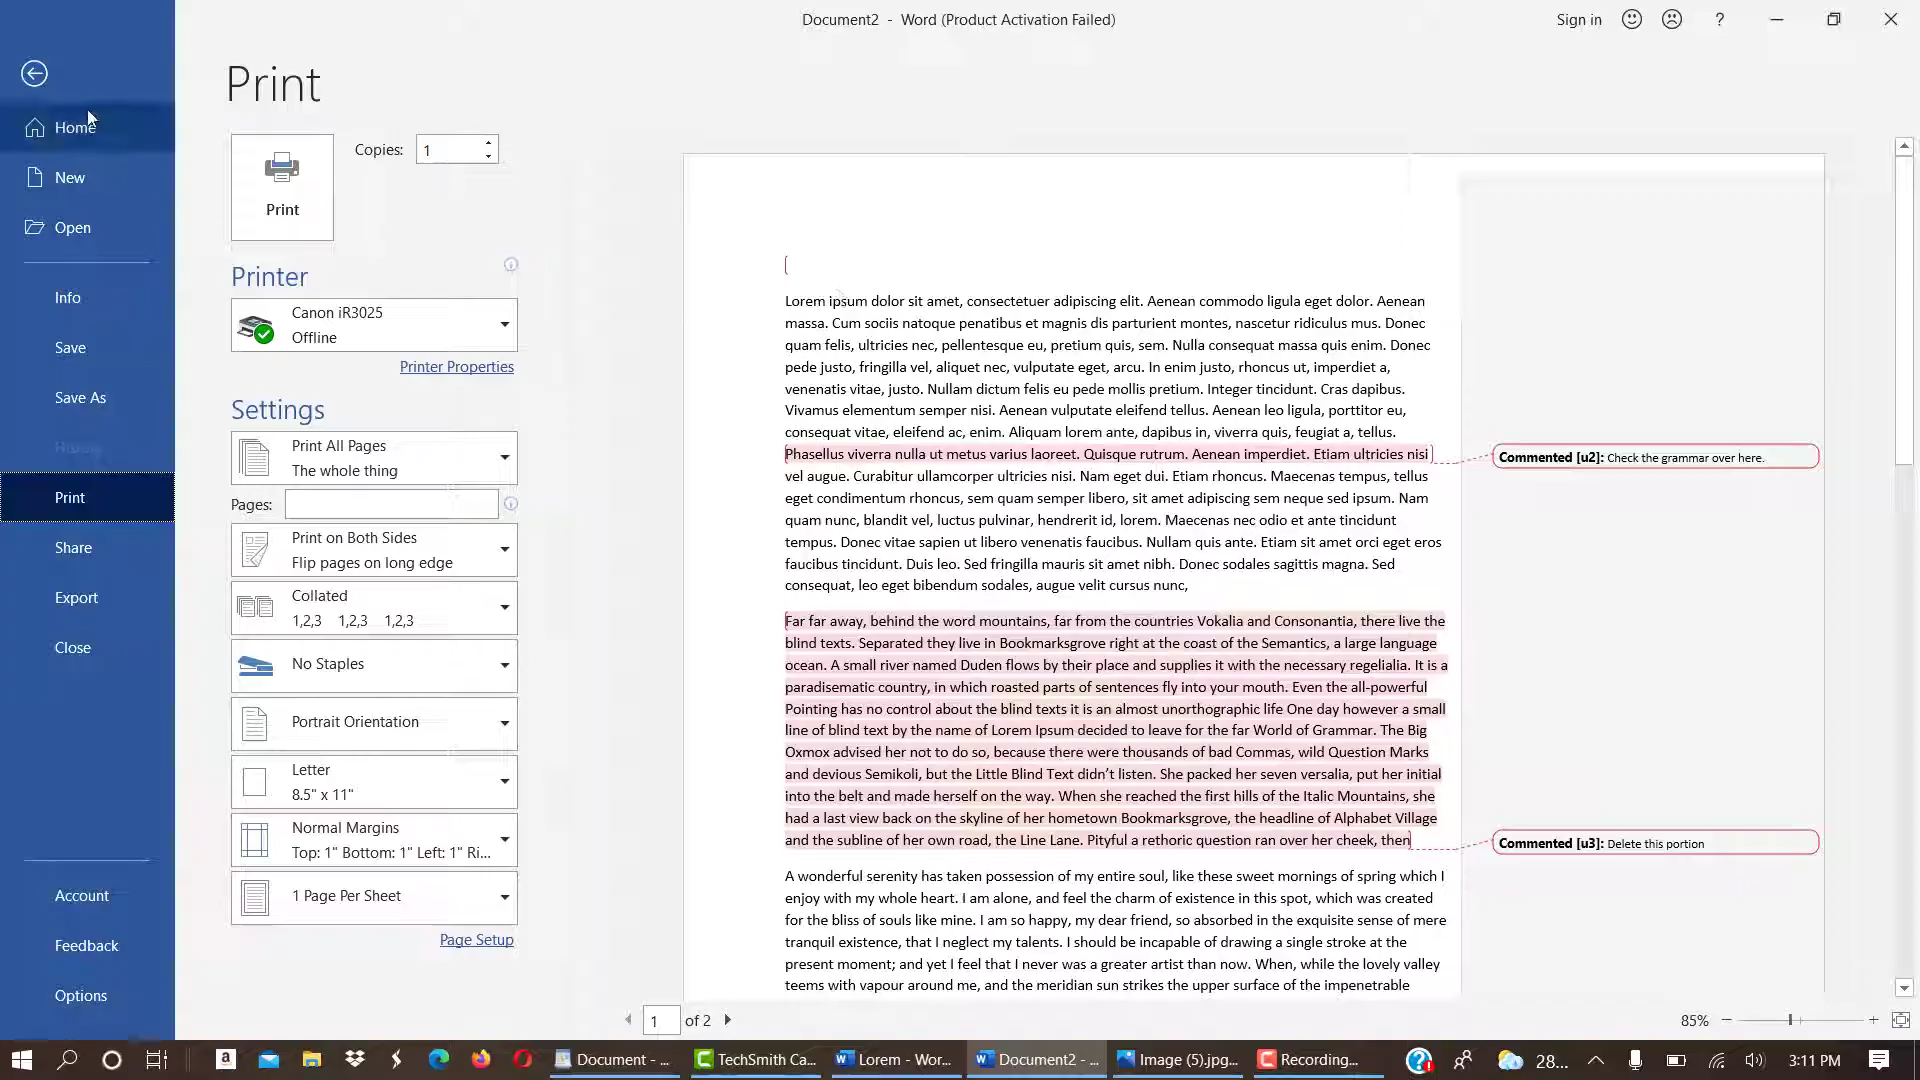 Document2 - Word (Product Activation Failed)
Sign in
?
Print
Home
New
Open
Info
Save
Save As
History
Print
Share
Export
Close
Account
Feedback
Options
Print
Copies: 1
Printer
Canon iR3025
Offline
Printer Properties
Settings
Print All Pages
The whole thing
Pages:
Print on Both Sides
Flip pages on long edge
Collated
1,2,3 1,2,3 1,2,3
No Staples
Portrait Orientation
Letter
8.5" x 11"
Normal Margins
Top: 1" Bottom: 1" Left: 1" Ri...
1 Page Per Sheet
Page Setup
Lorem ipsum dolor sit amet, consectetuer adipiscing elit. Aenean commodo ligula eget dolor. Aenean
massa. Cum sociis natoque penatibus et magnis dis parturient montes, nascetur ridiculus mus. Donec
quam felis, ultricies nec, pellentesque eu, pretium quis, sem. Nulla consequat massa quis enim. Donec
pede justo, fringilla vel, aliquet nec, vulputate eget, arcu. In enim justo, rhoncus ut, imperdiet a,
venenatis vitae, justo. Nullam dictum felis eu pede mollis pretium. Integer tincidunt. Cras dapibus.
Vivamus elementum semper nisi. Aenean vulputate eleifend tellus. Aenean leo ligula, porttitor eu,
consequat vitae, eleifend ac, enim. Aliquam lorem ante, dapibus in, viverra quis, feugiat a, tellus.
Phasellus viverra nulla ut metus varius laoreet. Quisque rutrum. Aenean imperdiet. Etiam ultricies nisi
vel augue. Curabitur ullamcorper ultricies nisi. Nam eget dui. Etiam rhoncus. Maecenas tempus, tellus
eget condimentum rhoncus, sem quam semper libero, sit amet adipiscing sem neque sed ipsum. Nam
quam nunc, blandit vel, luctus pulvinar, hendrerit id, lorem. Maecenas nec odio et ante tincidunt
tempus. Donec vitae sapien ut libero venenatis faucibus. Nullam quis ante. Etiam sit amet orci eget eros
faucibus tincidunt. Duis leo. Sed fringilla mauris sit amet nibh. Donec sodales sagittis magna. Sed
consequat, leo eget bibendum sodales, augue velit cursus nunc,
Commented [u2]: Check the grammar over here.
Far far away, behind the word mountains, far from the countries Vokalia and Consonantia, there live the
blind texts. Separated they live in Bookmarksgrove right at the coast of the Semantics, a large language
ocean. A small river named Duden flows by their place and supplies it with the necessary regelialia. It is a
paradisematic country, in which roasted parts of sentences fly into your mouth. Even the all-powerful
Pointing has no control about the blind texts it is an almost unorthographic life One day however a small
line of blind text by the name of Lorem Ipsum decided to leave for the far World of Grammar. The Big
Oxmox advised her not to do so, because there were thousands of bad Commas, wild Question Marks
and devious Semikoli, but the Little Blind Text didn't listen. She packed her seven versalia, put her initial
into the belt and made herself on the way. When she reached the first hills of the Italic Mountains, she
had a last view back on the skyline of her hometown Bookmarksgrove, the headline of Alphabet Village
and the subline of her own road, the Line Lane. Pityful a rethoric question ran over her cheek, then
Commented [u3]: Delete this portion
A wonderful serenity has taken possession of my entire soul, like these sweet mornings of spring which I
enjoy with my whole heart. I am alone, and feel the charm of existence in this spot, which was created
for the bliss of souls like mine. I am so happy, my dear friend, so absorbed in the exquisite sense of mere
tranquil existence, that I neglect my talents. I should be incapable of drawing a single stroke at the
present moment; and yet I feel that I never was a greater artist than now. When, while the lovely valley
teems with vapour around me, and the meridian sun strikes the upper surface of the impenetrable
1 of 2
85%
Document - ...
TechSmith Ca...
Lorem - Wor...
Document2 - ...
Image (5).jpg...
Recording...
28...
3:11 PM